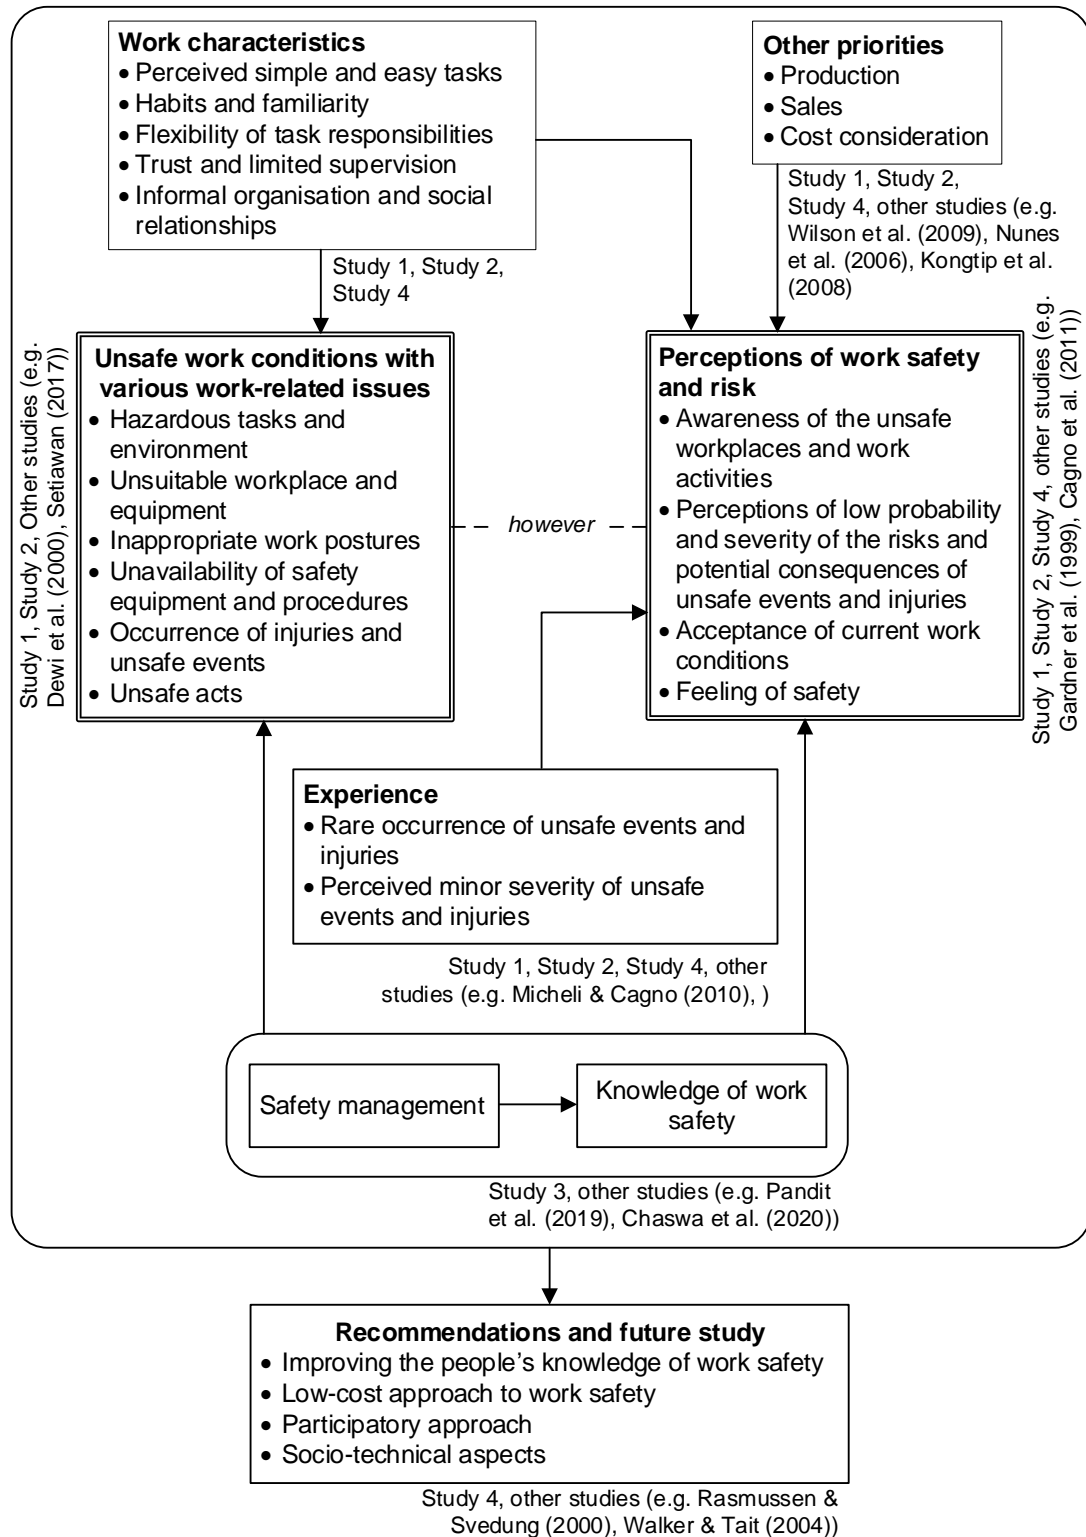 Work characteristics
• Perceived simple and easy tasks
• Habits and familiarity
• Flexibility of task responsibilities
• Trust and limited supervision
• Informal organisation and social
relationships
Other priorities
• Production
• Sales
• Cost consideration
Study 1, Study 2,
Study 4
Study 1, Study 2,
Study 4, other studies (e.g.
Wilson et al. (2009), Nunes
et al. (2006), Kongtip et al.
(2008)
Study 1, Study 2, Other studies (e.g.
Dewi et al. (2000), Setiawan (2017))
Unsafe work conditions with
various work-related issues
• Hazardous tasks and
environment
• Unsuitable workplace and
equipment
• Inappropriate work postures
• Unavailability of safety
equipment and procedures
• Occurrence of injuries and
unsafe events
• Unsafe acts
however
Perceptions of work safety
and risk
• Awareness of the unsafe
workplaces and work
activities
• Perceptions of low probability
and severity of the risks and
potential consequences of
unsafe events and injuries
• Acceptance of current work
conditions
• Feeling of safety
Study 1, Study 2, Study 4, other studies (e.g.
Gardner et al. (1999), Cagno et al. (2011))
Experience
• Rare occurrence of unsafe events and
injuries
• Perceived minor severity of unsafe
events and injuries
Study 1, Study 2, Study 4, other
studies (e.g. Micheli & Cagno (2010), )
Safety management
Knowledge of work
safety
Study 3, other studies (e.g. Pandit
et al. (2019), Chaswa et al. (2020))
Recommendations and future study
• Improving the people's knowledge of work safety
• Low-cost approach to work safety
• Participatory approach
• Socio-technical aspects
Study 4, other studies (e.g. Rasmussen &
Svedung (2000), Walker & Tait (2004))